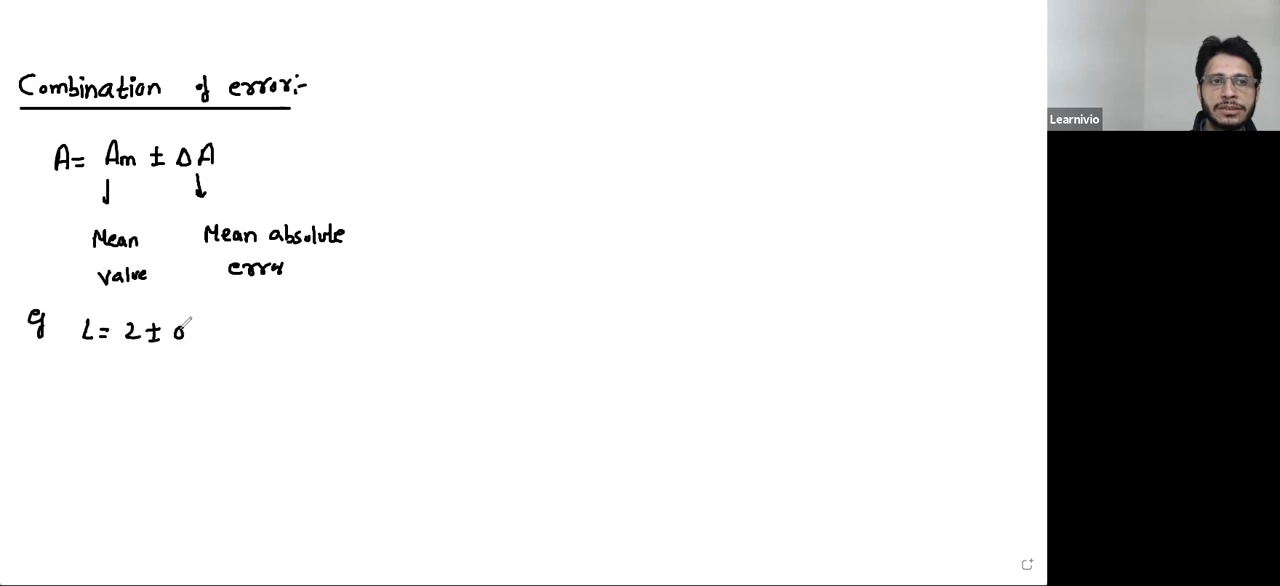 Combination of error:-
A = Am ± ΔA
↓ ↓
Mean Mean absolute
value error
eg L = 2 ± 0
Learnivio